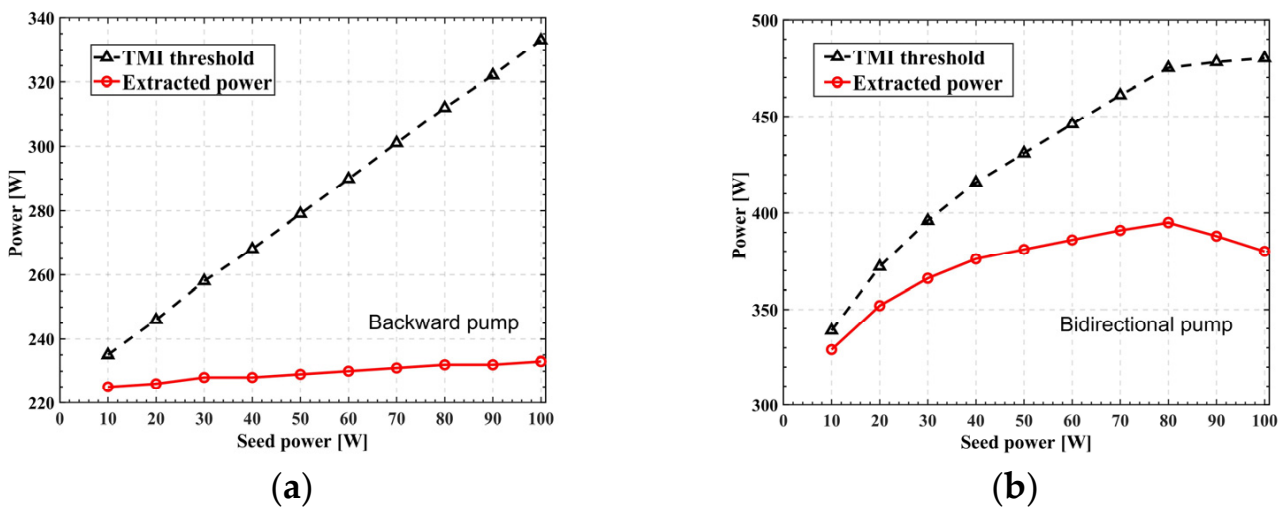 340
320
300
280
260
240
220
Power [W]
TMI threshold
Extracted power
Backward pump
0 10 20 30 40 50 60 70 80 90 100
Seed power [W]
(a)
500
450
400
350
300
Power [W]
TMI threshold
Extracted power
Bidirectional pump
0 10 20 30 40 50 60 70 80 90 100
Seed power [W]
(b)